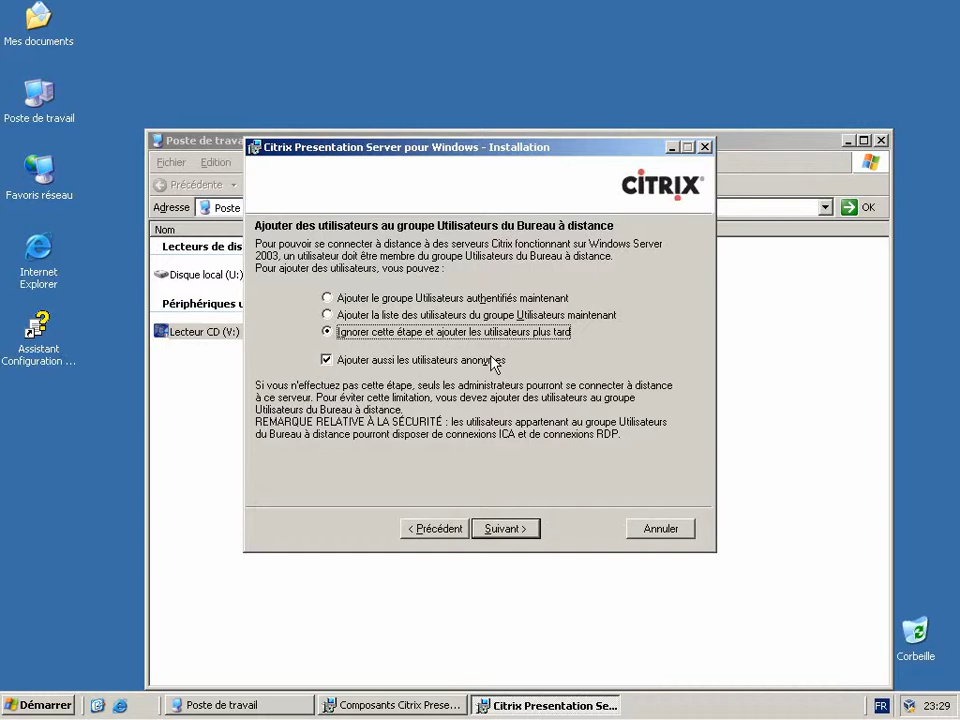 Mes documents
Poste de travail
Favoris réseau
Internet
Explorer
Assistant
Configuration ...
Poste de trava
Fichier Edition
Précédente
Adresse Poste OK
Nom
Lecteurs de dis
Disque local (U:)
Périphériques u
Lecteur CD (V:)
Citrix Presentation Server pour Windows - Installation
CİTRIX®
Ajouter des utilisateurs au groupe Utilisateurs du Bureau à distance
Pour pouvoir se connecter à distance à des serveurs Citrix fonctionnant sur Windows Server
2003, un utilisateur doit être membre du groupe Utilisateurs du Bureau à distance.
Pour ajouter des utilisateurs, vous pouvez :
Ajouter le groupe Utilisateurs authentifiés maintenant
Ajouter la liste des utilisateurs du groupe Utilisateurs maintenant
Ignorer cette étape et ajouter les utilisateurs plus tard
Ajouter aussi les utilisateurs anonymes
Si vous n'effectuez pas cette étape, seuls les administrateurs pourront se connecter à distance
à ce serveur. Pour éviter cette limitation, vous devez ajouter des utilisateurs au groupe
Utilisateurs du Bureau à distance.
REMARQUE RELATIVE À LA SÉCURITÉ : les utilisateurs appartenant au groupe Utilisateurs
du Bureau à distance pourront disposer de connexions ICA et de connexions RDP.
< Précédent Suivant > Annuler
Corbeille
Démarrer Poste de travail Composants Citrix Prese... Citrix Presentation Se... FR 23:29